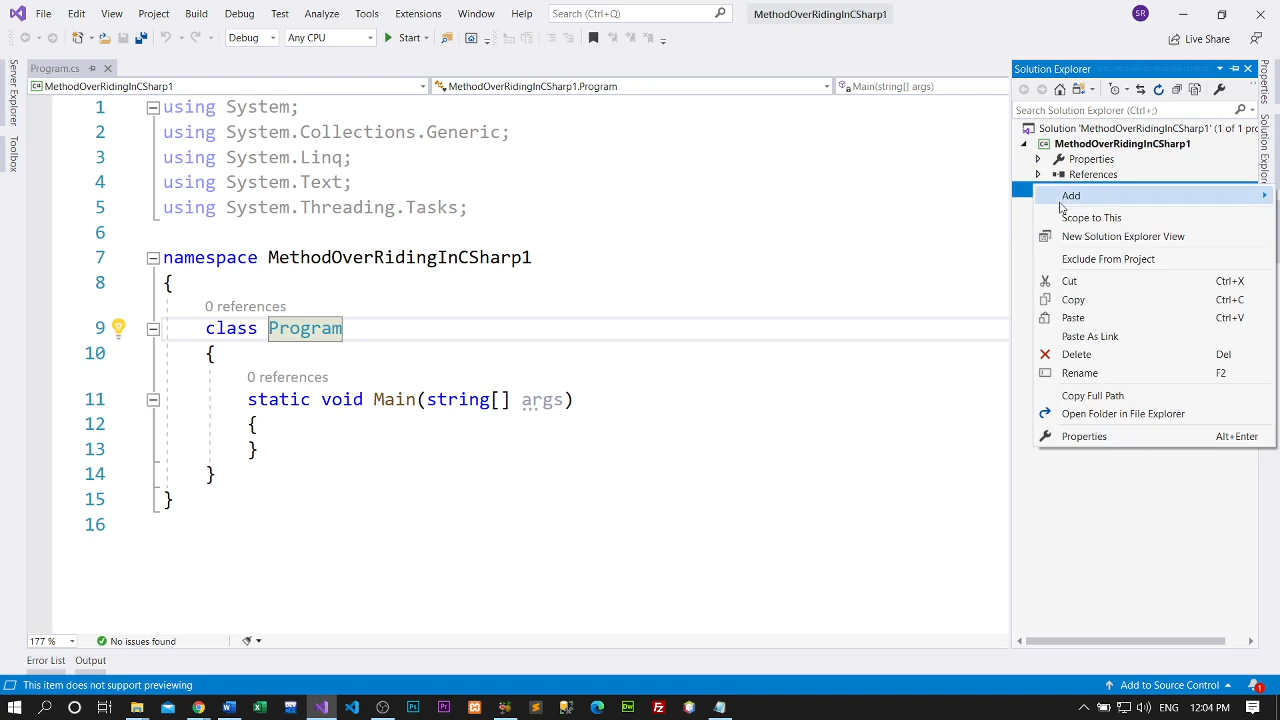 File Edit View Project Build Debug Test Analyze Tools Extensions Window Help Search (Ctrl+Q) MethodOverRidingInCSharp1 SR
Debug Any CPU Start Live Share
Program.cs
MethodOverRidingInCSharp1 MethodOverRidingInCSharp1.Program Main(string[] args)
Server Explorer
Toolbox
1 using System;
2 using System.Collections.Generic;
3 using System.Linq;
4 using System.Text;
5 using System.Threading.Tasks;
6
7 namespace MethodOverRidingInCSharp1
8 {
0 references
9 class Program
10 {
0 references
11 static void Main(string[] args)
12 {
13 }
14 }
15 }
16
Solution Explorer
Search Solution Explorer (Ctrl+;)
Solution 'MethodOverRidingInCSharp1' (1 of 1 pro
MethodOverRidingInCSharp1
Properties
References
Add
Scope to This
New Solution Explorer View
Exclude From Project
Cut Ctrl+X
Copy Ctrl+C
Paste Ctrl+V
Paste As Link
Delete Del
Rename F2
Copy Full Path
Open Folder in File Explorer
Properties Alt+Enter
Properties
Solution Explorer
177 % No issues found
Error List Output
This item does not support previewing Add to Source Control 1
12:04 PM